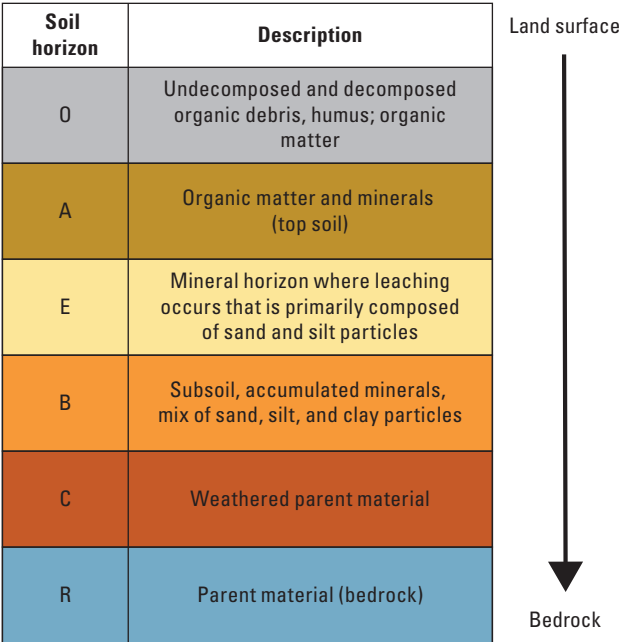 Soil
horizon
Description
Land surface
O
Undecomposed and decomposed
organic debris, humus; organic
matter
A
Organic matter and minerals
(top soil)
E
Mineral horizon where leaching
occurs that is primarily composed
of sand and silt particles
B
Subsoil, accumulated minerals,
mix of sand, silt, and clay particles
C
Weathered parent material
R
Parent material (bedrock)
Bedrock